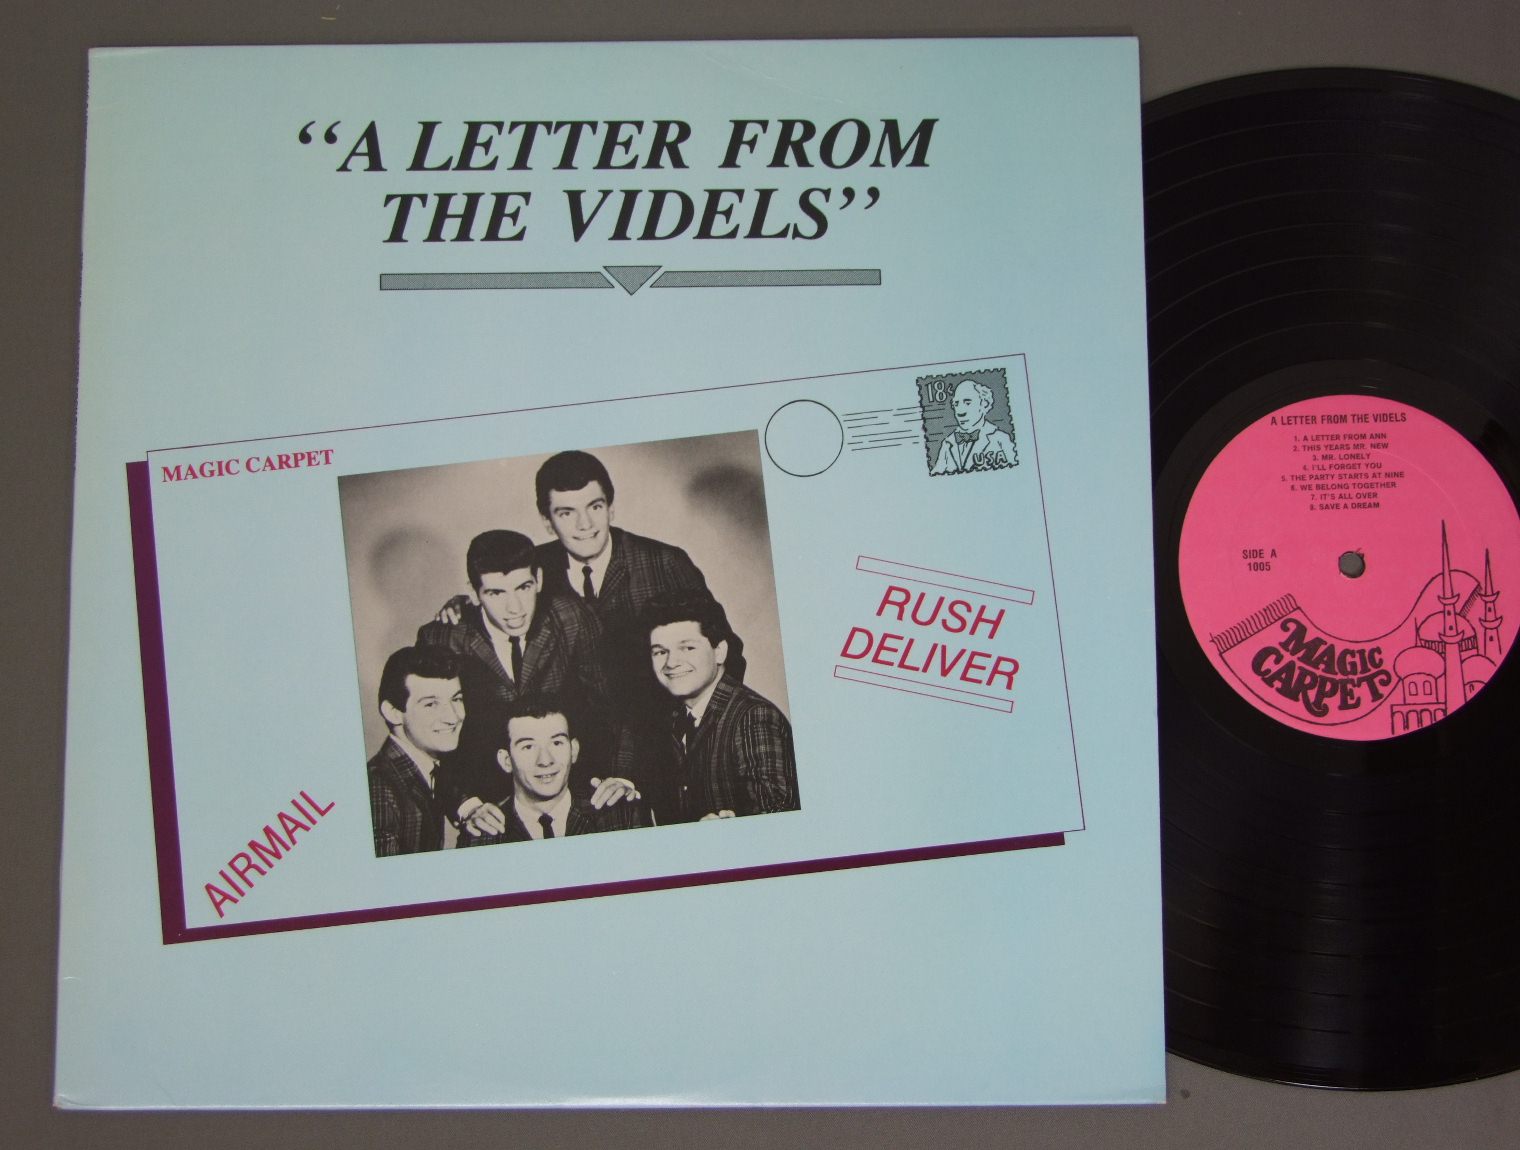 “A LETTER FROM
THE VIDELS”
MAGIC CARPET
18¢
USA
RUSH
DELIVER
AIRMAIL
A LETTER FROM THE VIDELS
1. A LETTER FROM ANN
2. THIS YEARS MR. NEW
3. MR. LONELY
4. I'LL FORGET YOU
5. THE PARTY STARTS AT NINE
6. WE BELONG TOGETHER
7. IT'S ALL OVER
8. SAVE A DREAM
SIDE A
1005
MAGIC
CARPET